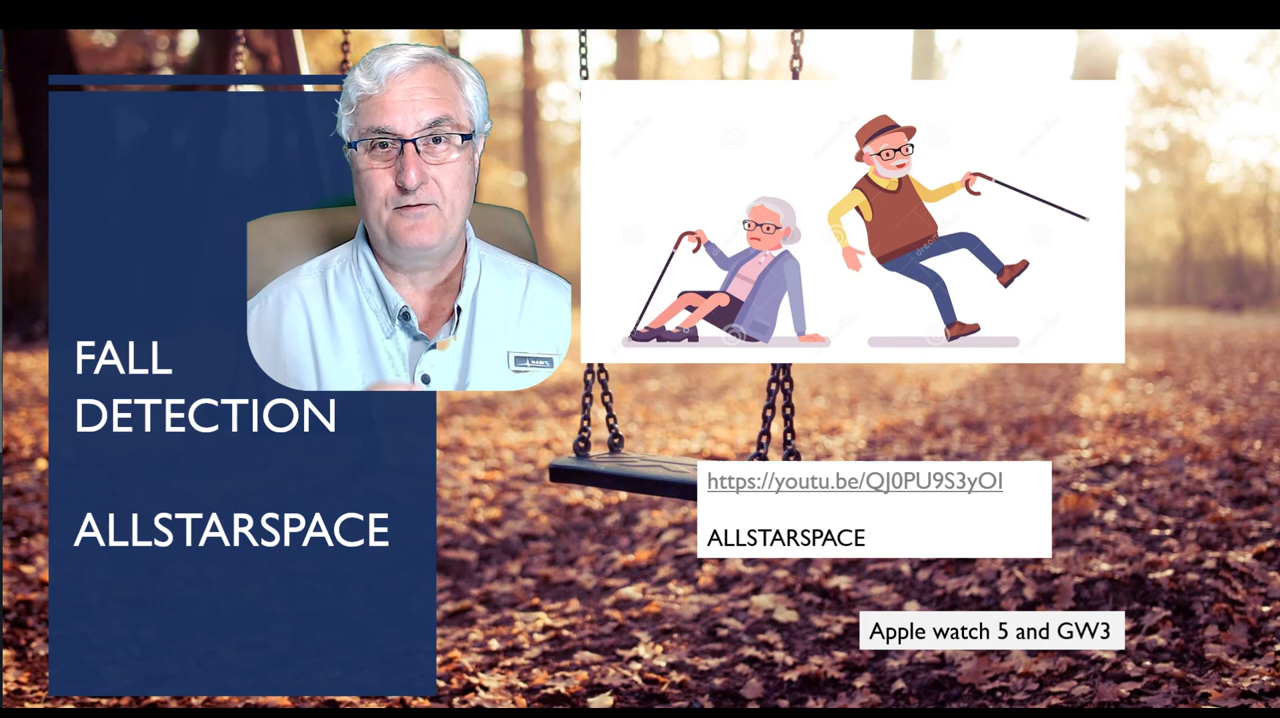 FALL
DETECTION
ALLSTARSPACE
https://youtu.be/QJ0PU9S3yOI
ALLSTARSPACE
Apple watch 5 and GW3